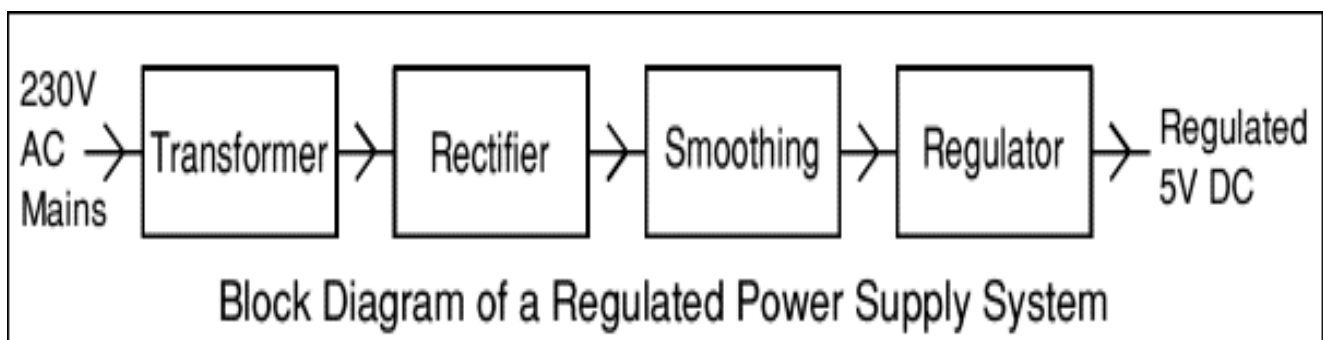 230V
AC
Mains
Transformer
Rectifier
Smoothing
Regulator
Regulated
5V DC
Block Diagram of a Regulated Power Supply System